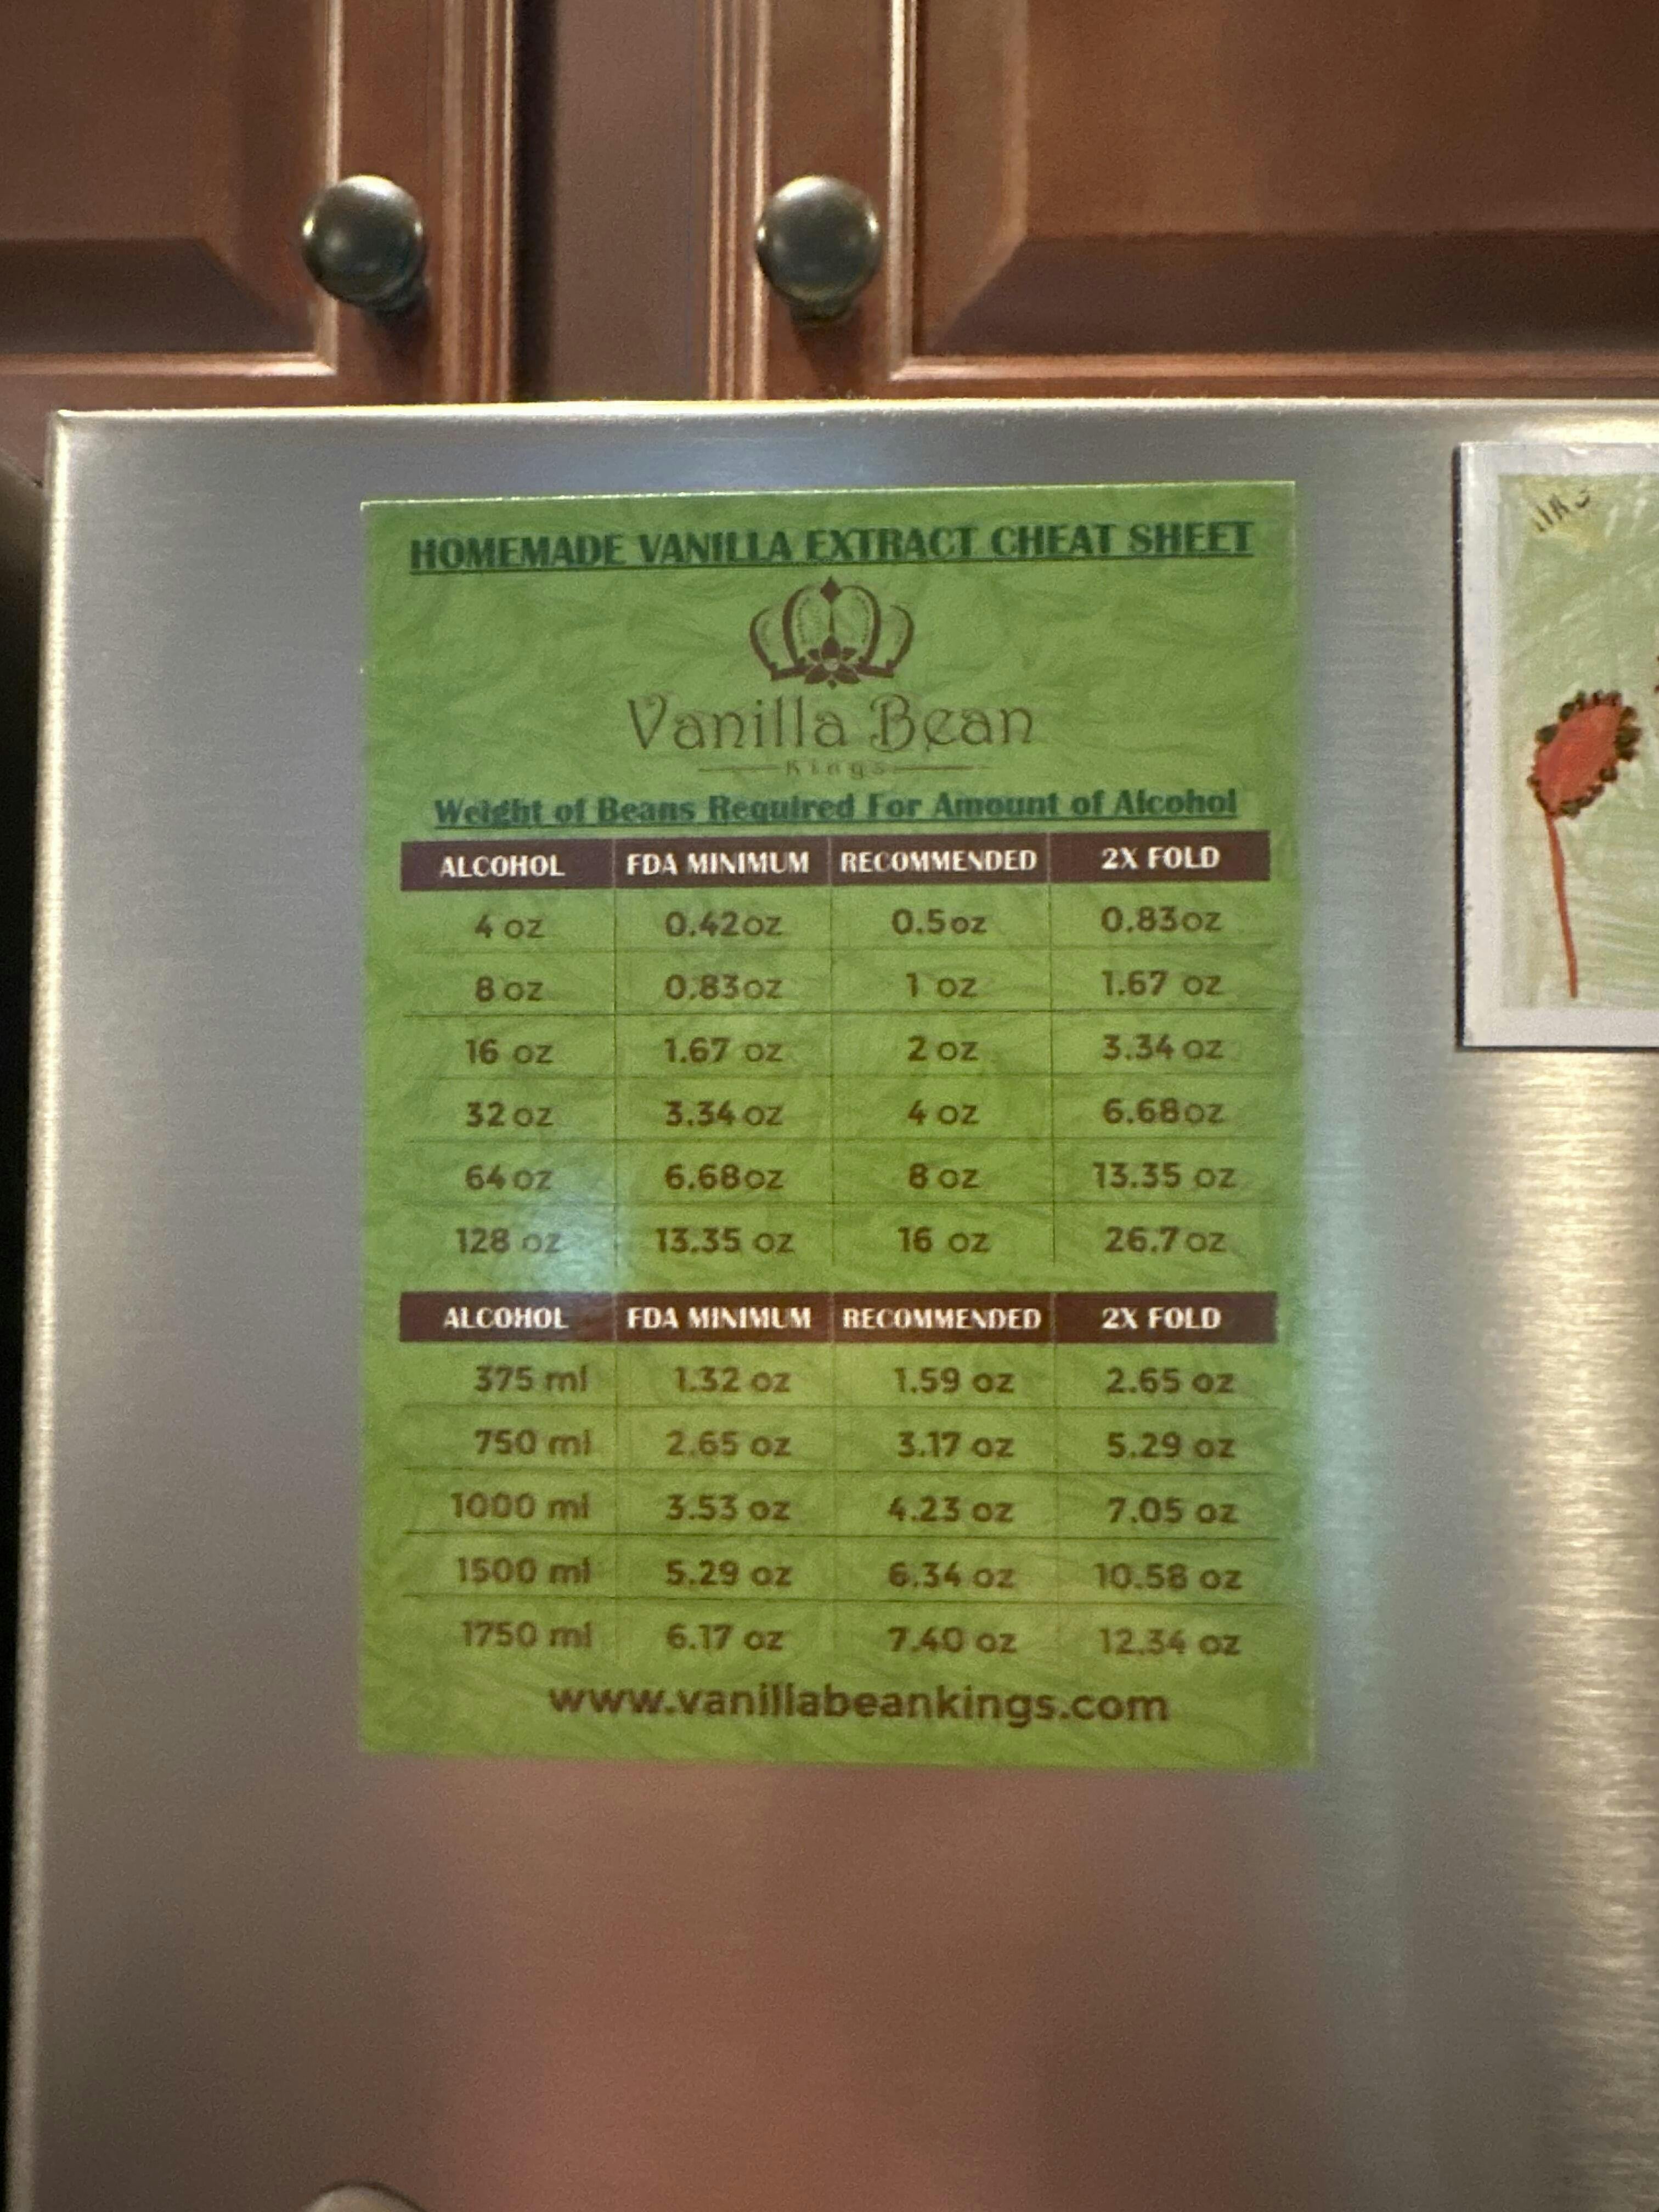 HOMEMADE VANILLA EXTRACT CHEAT SHEET
Vanilla Bean
Kings
Weight of Beans Required For Amount of Alcohol
ALCOHOL FDA MINIMUM RECOMMENDED 2X FOLD
4 oz 0.42oz 0.5oz 0.83oz
8 oz 0.83oz 1 oz 1.67 oz
16 oz 1.67 oz 2 oz 3.34 oz
32 oz 3.34 oz 4 oz 6.68oz
64 oz 6.68oz 8 oz 13.35 oz
128 oz 13.35 oz 16 oz 26.7 oz
ALCOHOL FDA MINIMUM RECOMMENDED 2X FOLD
375 ml 1.32 oz 1.59 oz 2.65 oz
750 ml 2.65 oz 3.17 oz 5.29 oz
1000 ml 3.53 oz 4.23 oz 7.05 oz
1500 ml 5.29 oz 6.34 oz 10.58 oz
1750 ml 6.17 oz 7.40 oz 12.34 oz
www.vanillabeankings.com